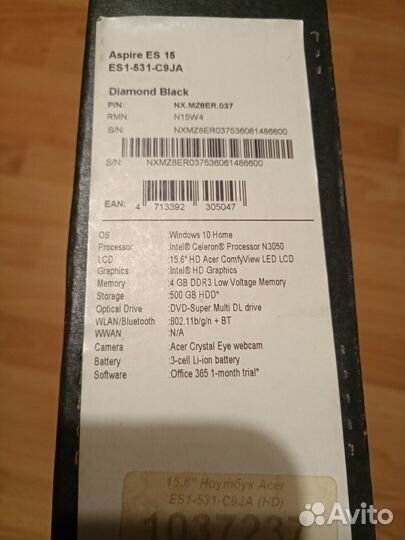 Aspire ES 15
ES1-531-C9JA
Diamond Black
P/N: NX.MZ8ER.037
RMN: N15W4
S/N: NXMZ8ER037536061486600
S/N: NXMZ8ER037536061486600
EAN: 4 713392 305047
OS :Windows 10 Home
Processor :Intel® Celeron® Processor N3050
LCD :15.6" HD Acer ComfyView LED LCD
Graphics :Intel® HD Graphics
Memory :4 GB DDR3 Low Voltage Memory
Storage :500 GB HDD*
Optical Drive :DVD-Super Multi DL drive
WLAN/Bluetooth :802.11b/g/n + BT
WWAN :N/A
Camera :Acer Crystal Eye webcam
Battery :3-cell Li-ion battery
Software :Office 365 1-month trial*
15.6" Ноутбук Acer
ES1-531-C9JA (HD)
1037237
Avito